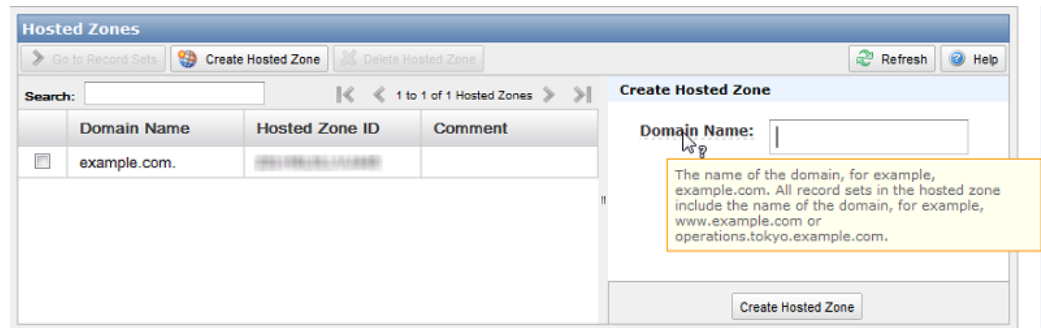 Hosted Zones
Go to Record Sets Create Hosted Zone Delete Hosted Zone Refresh Help
Search: 1 to 1 of 1 Hosted Zones
Domain Name Hosted Zone ID Comment
example.com.
Create Hosted Zone
Domain Name:
The name of the domain, for example,
example.com. All record sets in the hosted zone
include the name of the domain, for example,
www.example.com or
operations.tokyo.example.com.
Create Hosted Zone